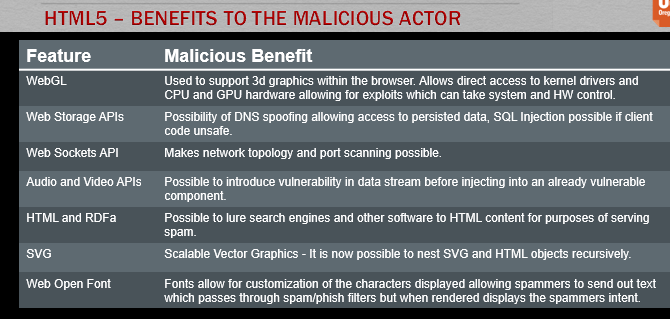 HTML5 – BENEFITS TO THE MALICIOUS ACTOR
Feature Malicious Benefit
WebGL Used to support 3d graphics within the browser. Allows direct access to kernel drivers and
CPU and GPU hardware allowing for exploits which can take system and HW control.
Web Storage APIs Possibility of DNS spoofing allowing access to persisted data, SQL Injection possible if client
code unsafe.
Web Sockets API Makes network topology and port scanning possible.
Audio and Video APIs Possible to introduce vulnerability in data stream before injecting into an already vulnerable
component.
HTML and RDFa Possible to lure search engines and other software to HTML content for purposes of serving
spam.
SVG Scalable Vector Graphics - It is now possible to nest SVG and HTML objects recursively.
Web Open Font Fonts allow for customization of the characters displayed allowing spammers to send out text
which passes through spam/phish filters but when rendered displays the spammers intent.